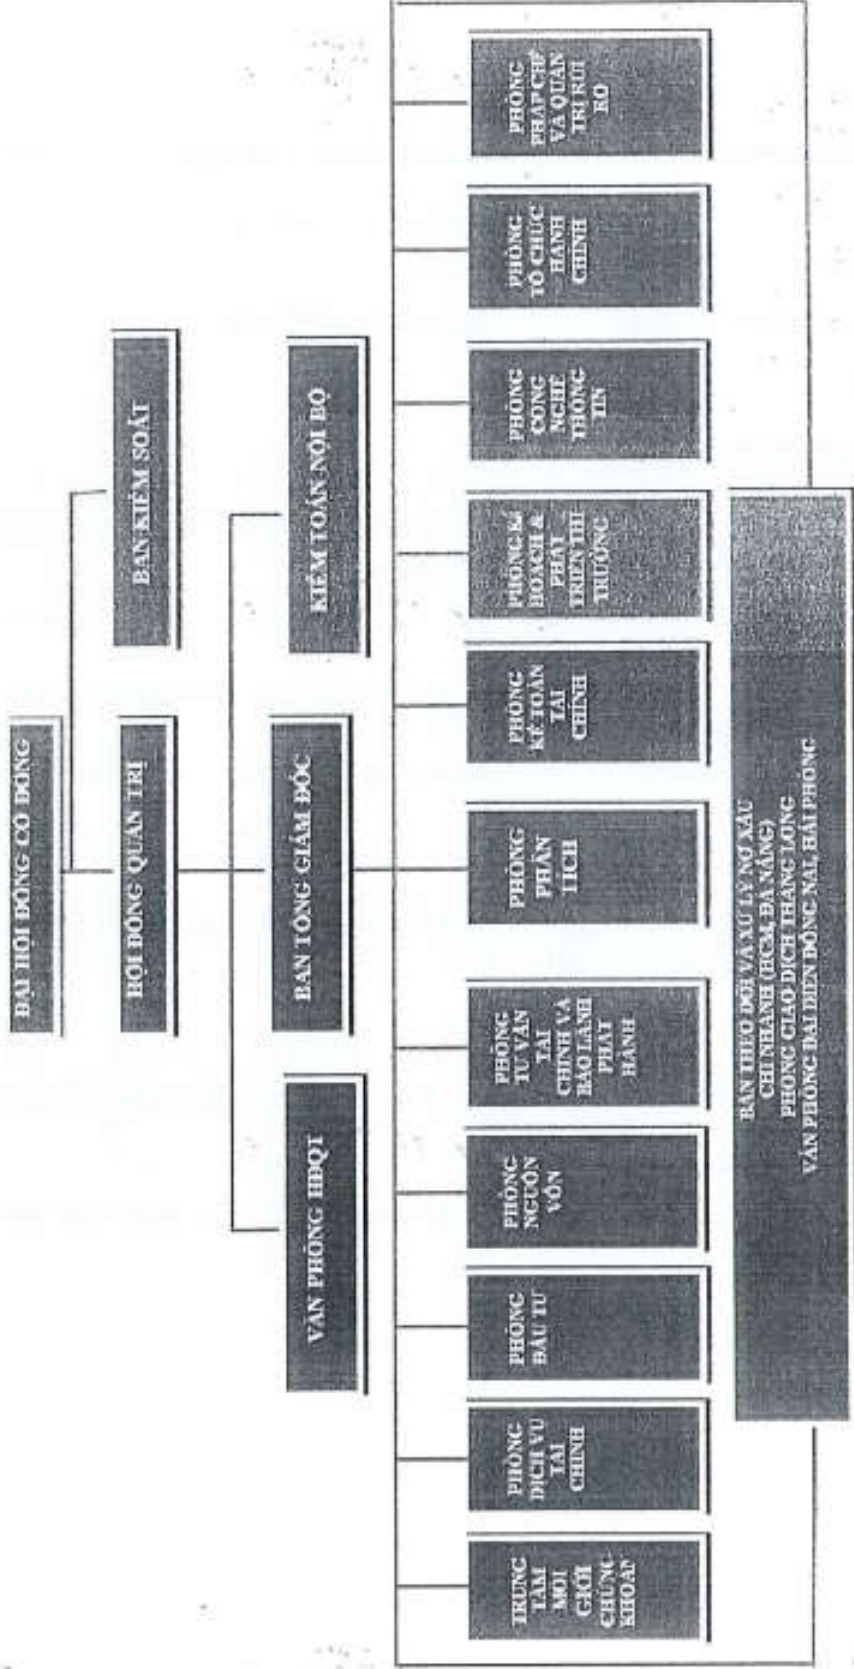 ĐẠI HỘI ĐỒNG CỔ ĐÔNG
BAN KIỂM SOÁT
HỘI ĐỒNG QUẢN TRỊ
VĂN PHÒNG HĐQT
BAN TỔNG GIÁM ĐỐC
KIỂM TOÁN NỘI BỘ
TRUNG
TÂM
MÔI
GIỚI
CHỨNG
KHOÁN
PHÒNG
DỊCH VỤ
TÀI
CHÍNH
PHÒNG
ĐẦU TƯ
PHÒNG
NGUỒN
VỐN
PHÒNG
TƯ VẤN
TÀI
CHÍNH VÀ
BẢO LÃNH
PHÁT
HÀNH
PHÒNG
PHÂN
TÍCH
PHÒNG
KẾ TOÁN
TÀI
CHÍNH
PHÒNG KẾ
HOẠCH &
PHÁT
TRIỂN THỊ
TRƯỜNG
PHÒNG
CÔNG
NGHỆ
THÔNG
TIN
PHÒNG
TỔ CHỨC
HÀNH
CHÍNH
PHÒNG
PHÁP CHẾ
VÀ QUẢN
TRỊ RỦI
RO
BAN THEO DÕI VÀ XỬ LÝ NỢ XẤU
CHI NHÁNH (HCM, ĐÀ NẴNG)
PHÒNG GIAO DỊCH THĂNG LONG
VĂN PHÒNG ĐẠI DIỆN ĐỒNG NAI, HẢI PHÒNG